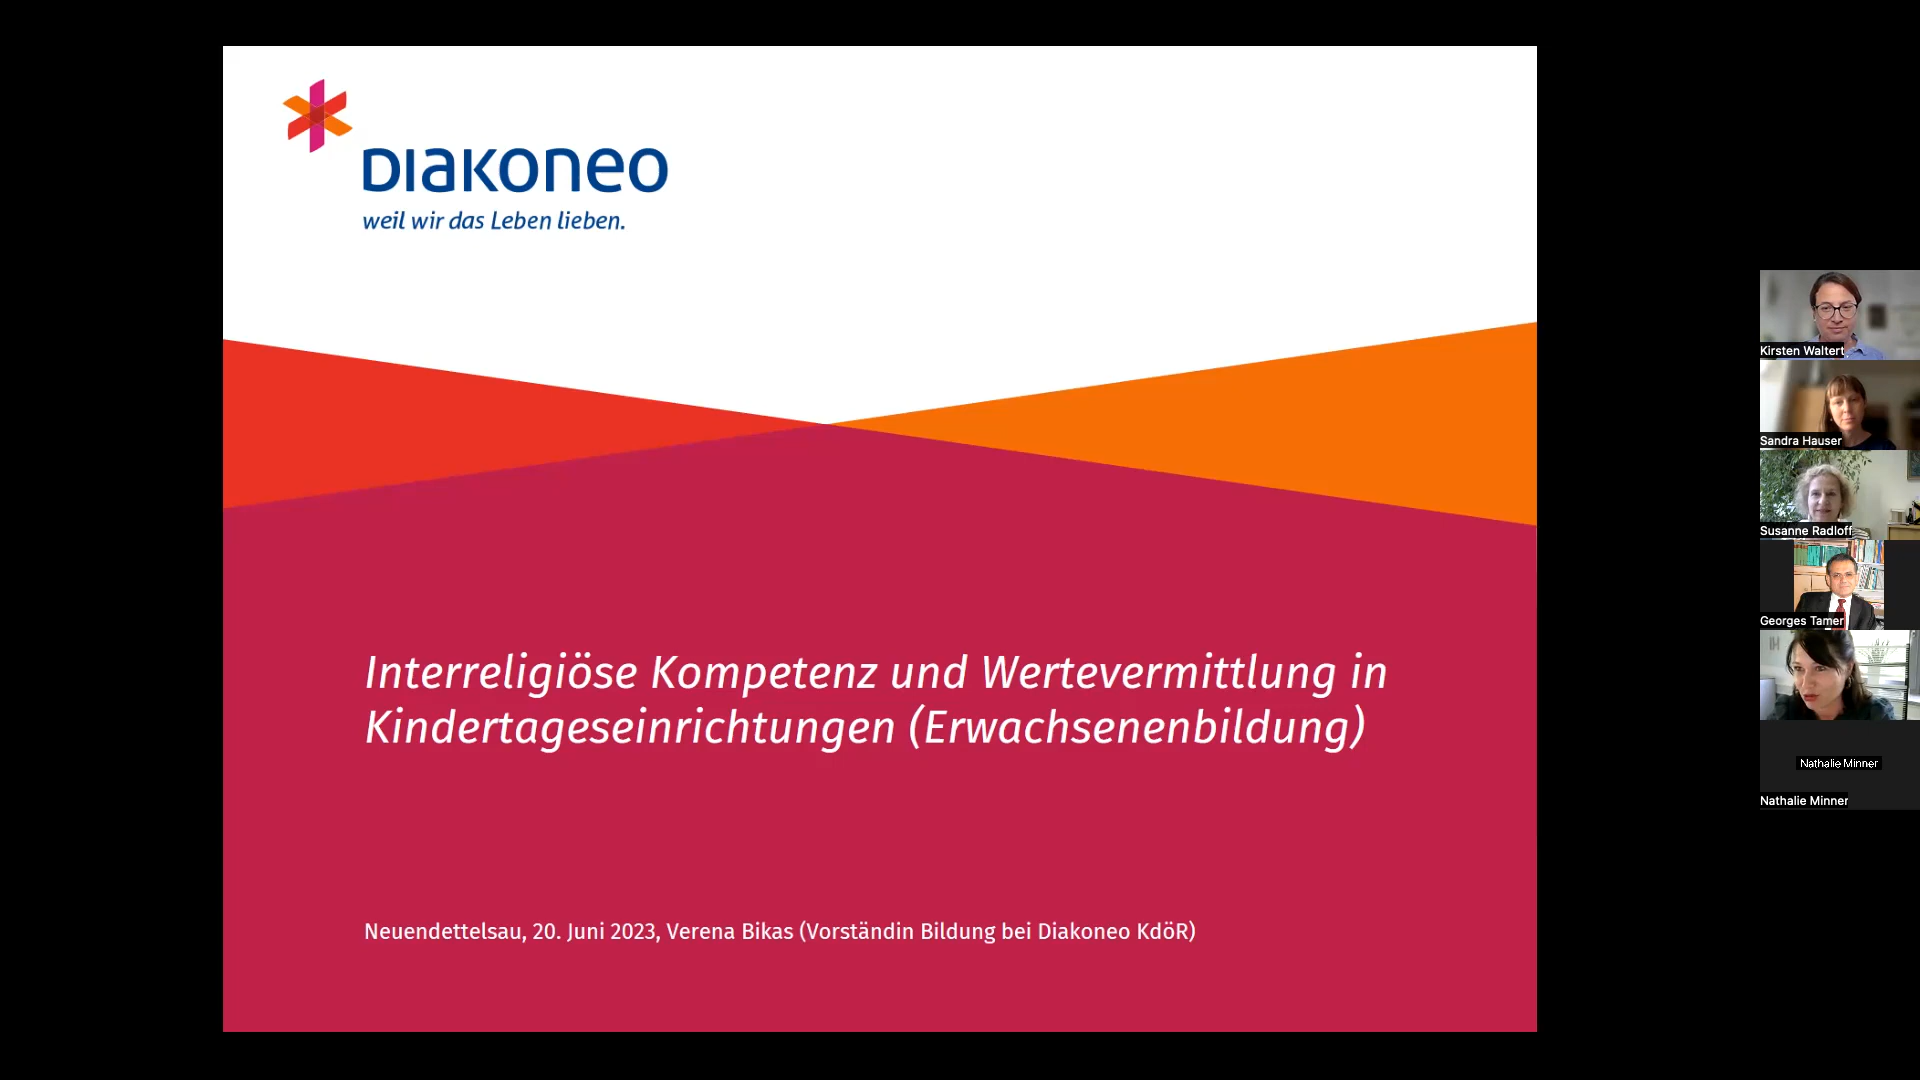 DIAKONEO
weil wir das Leben lieben.
Interreligiöse Kompetenz und Wertevermittlung in
Kindertageseinrichtungen (Erwachsenenbildung)
Neuendettelsau, 20. Juni 2023, Verena Bikas (Vorständin Bildung bei Diakoneo KdöR)
Kirsten Waltert
Sandra Hauser
Susanne Radloff
Georges Tamer
Nathalie Minner
Nathalie Minner